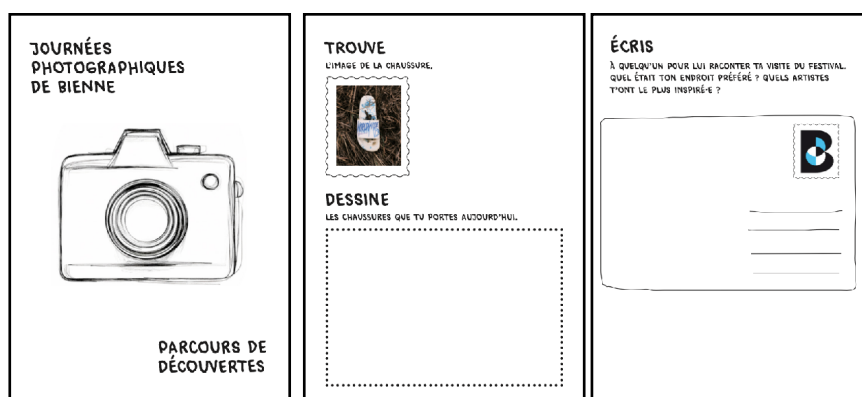 JOURNÉES
PHOTOGRAPHIQUES
DE BIENNE
PARCOURS DE
DÉCOUVERTES
TROUVE
L'IMAGE DE LA CHAUSSURE.
DESSINE
LES CHAUSSURES QUE TU PORTES AUJOURD'HUI.
ÉCRIS
À QUELQU'UN POUR LUI RACONTER TA VISITE DU FESTIVAL.
QUEL ÉTAIT TON ENDROIT PRÉFÉRÉ ? QUELS ARTISTES
T'ONT LE PLUS INSPIRÉ·E ?
B